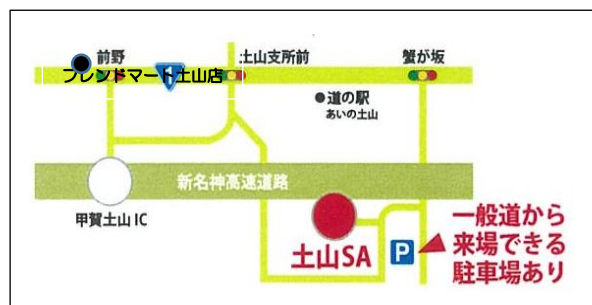 前野
土山支所前
蟹が坂
フレンドマート土山店
1
●道の駅
あいの土山
新名神高速道路
甲賀土山IC
土山SA
P
一般道から
来場できる
駐車場あり